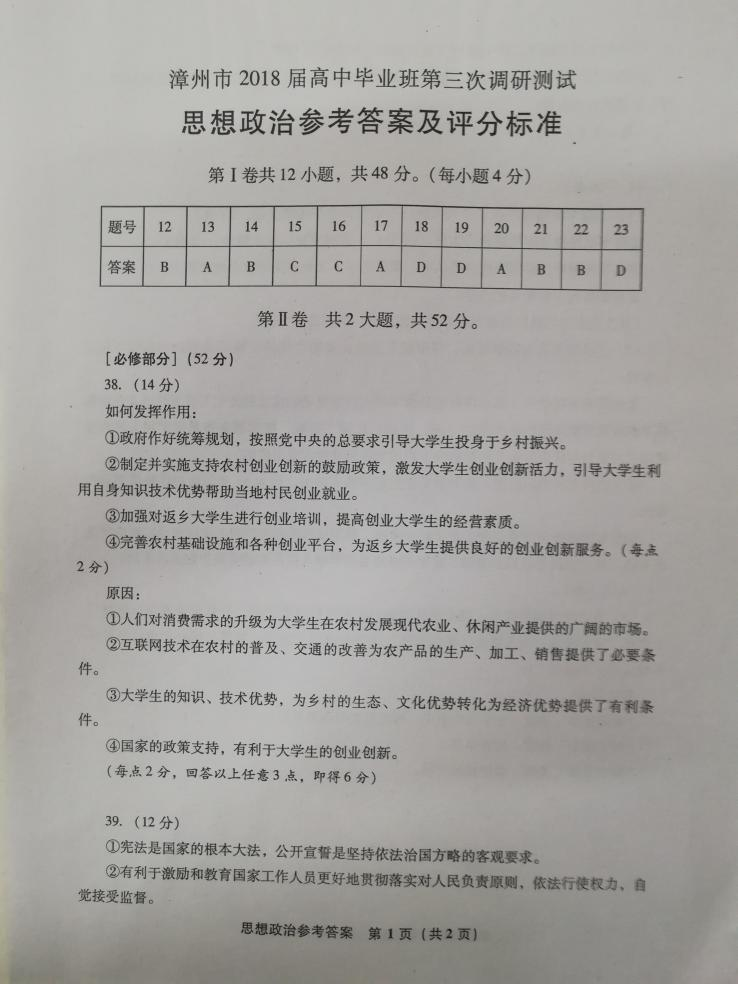 漳州市 2018 届高中毕业班第三次调研测试
思想政治参考答案及评分标准
第Ⅰ卷共 12 小题，共 48 分。（每小题 4 分）
题号 12 13 14 15 16 17 18 19 20 21 22 23
答案 B A B C C A D D A B B D
第Ⅱ卷 共 2 大题，共 52 分。
［必修部分］（52 分）
38.（14 分）
如何发挥作用：
①政府作好统筹规划，按照党中央的总要求引导大学生投身于乡村振兴。
②制定并实施支持农村创业创新的鼓励政策，激发大学生创业创新活力，引导大学生利
用自身知识技术优势帮助当地村民创业就业。
③加强对返乡大学生进行创业培训，提高创业大学生的经营素质。
④完善农村基础设施和各种创业平台，为返乡大学生提供良好的创业创新服务。（每点
2 分）
原因：
①人们对消费需求的升级为大学生在农村发展现代农业、休闲产业提供的广阔的市场。
②互联网技术在农村的普及、交通的改善为农产品的生产、加工、销售提供了必要条
件。
③大学生的知识、技术优势，为乡村的生态、文化优势转化为经济优势提供了有利条
件。
④国家的政策支持，有利于大学生的创业创新。
（每点 2 分，回答以上任意 3 点，即得 6 分）
39.（12 分）
①宪法是国家的根本大法，公开宣誓是坚持依法治国方略的客观要求。
②有利于激励和教育国家工作人员更好地贯彻落实对人民负责原则，依法行使权力、自
觉接受监督。
思想政治参考答案 第 1 页（共 2 页）